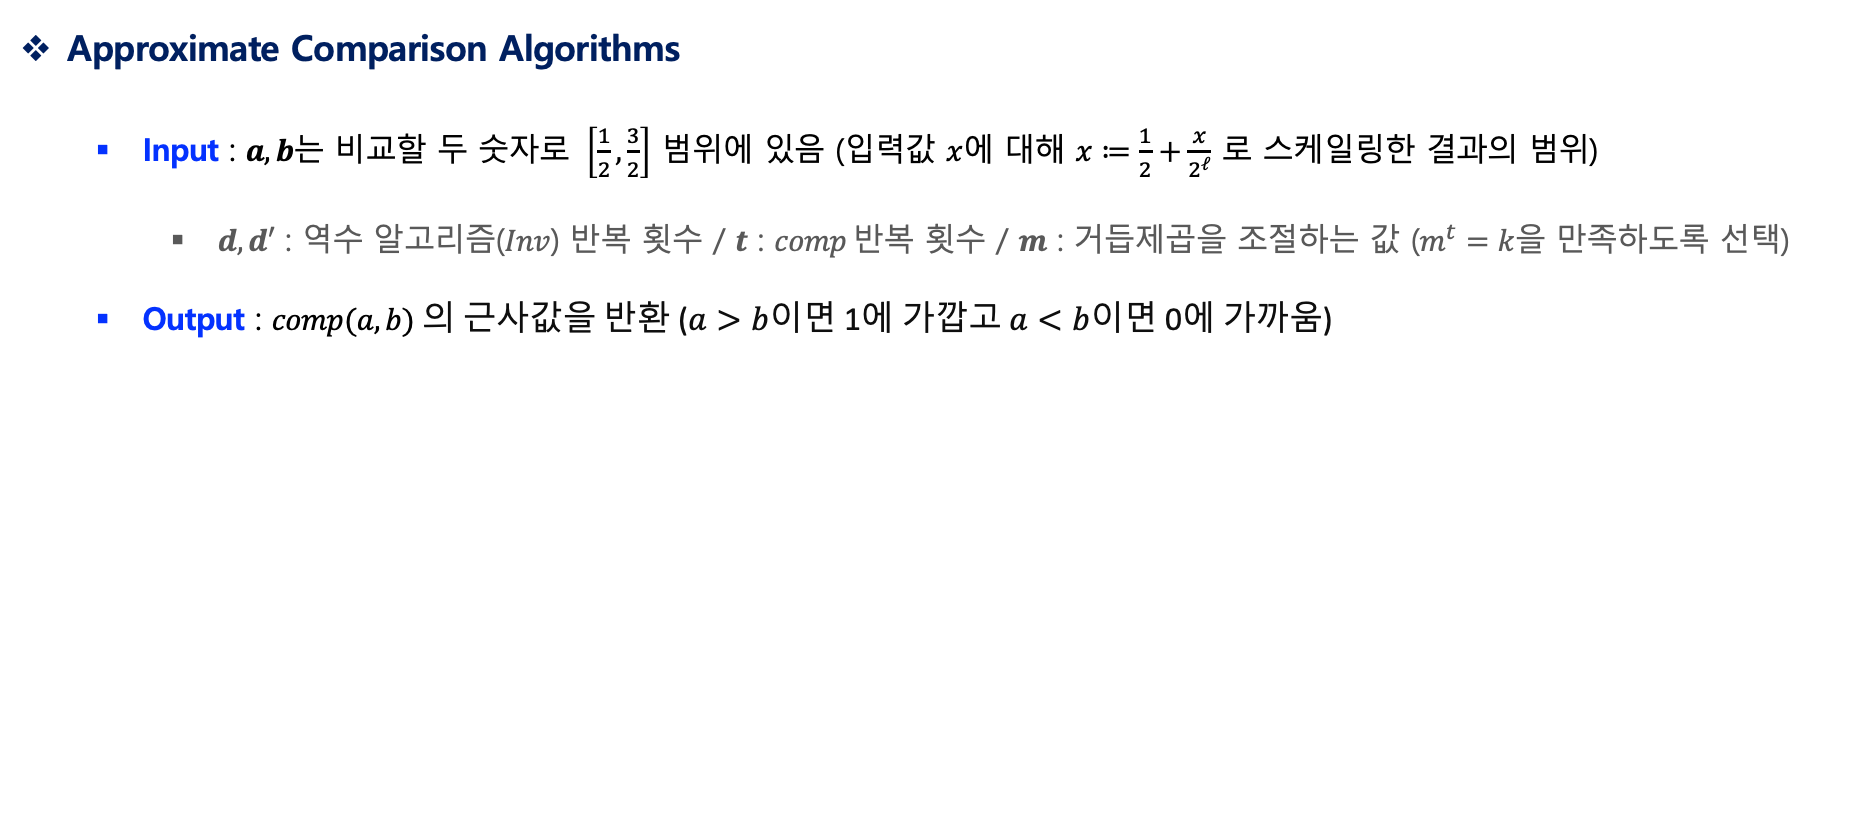 ❖ Approximate Comparison Algorithms
▪ Input : a, b는 비교할 두 숫자로 [1/2, 3/2] 범위에 있음 (입력값 x에 대해 x ≔ 1/2 + x/2^ℓ 로 스케일링한 결과의 범위)
▪ d, d′ : 역수 알고리즘(Inv) 반복 횟수 / t : comp 반복 횟수 / m : 거듭제곱을 조절하는 값 (m^t = k을 만족하도록 선택)
▪ Output : comp(a, b) 의 근사값을 반환 (a > b이면 1에 가깝고 a < b이면 0에 가까움)